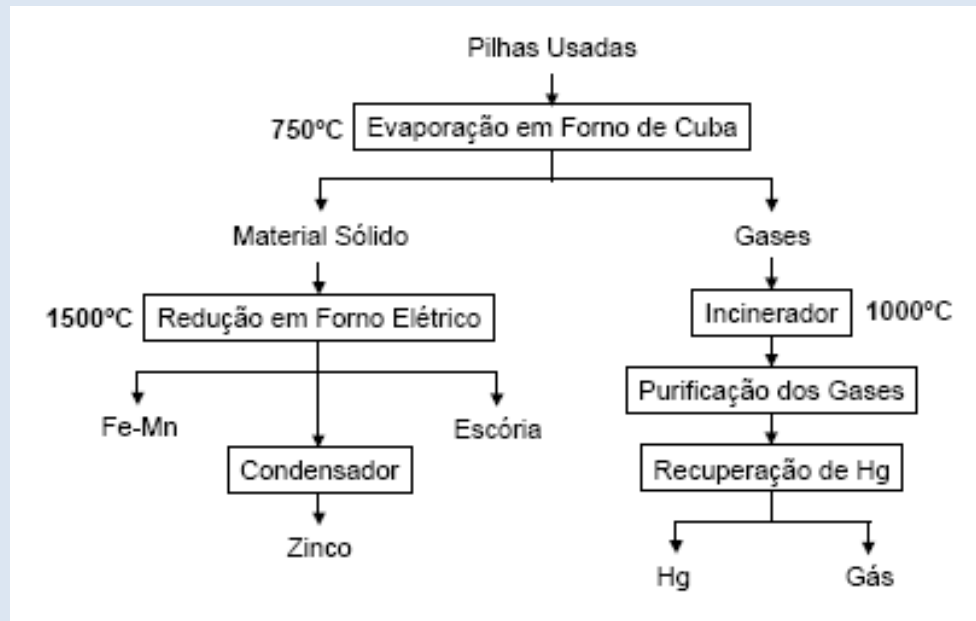 Pilhas Usadas
750ºC Evaporação em Forno de Cuba
Material Sólido Gases
1500ºC Redução em Forno Elétrico Incinerador 1000ºC
Purificação dos Gases
Fe-Mn Escória
Condensador Recuperação de Hg
Zinco
Hg Gás